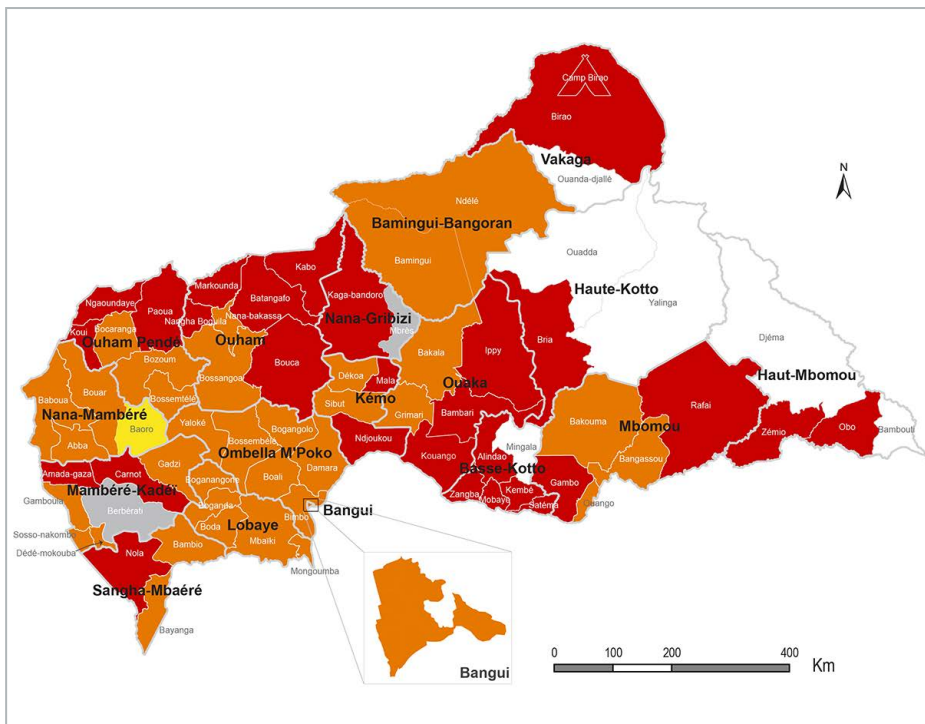 Camp Birao
Birao
Vakaga
Ouanda-djallé
N
Ndélé
Bamingui-Bangoran
Bamingui
Ouadda
Haute-Kotto
Yalinga
Kabo
Markounda
Batangafo
Kaga-bandoro
Ngaoundaye
Paoua
Nangha Boguila
Nana-bakassa
Nana-Gribizi
Mbrès
Koui
Bocaranga
Ouham Pendé
Ouham
Bozoum
Bouca
Bakala
Ippy
Bria
Djéma
Bossangoa
Dékoa
Mala
Ouaka
Haut-Mbomou
Baboua
Bouar
Bossemtélé
Kémo
Sibut
Grimari
Bambari
Rafai
Nana-Mambéré
Baoro
Yaloké
Bogangolo
Bakouma
Mbomou
Zémio
Obo
Bambouti
Abba
Bossembélé
Ombella M'Poko
Ndjoukou
Mingala
Gadzi
Damara
Kouango
Alindao
Basse-Kotto
Bangassou
Amada-gaza
Carnot
Mambéré-Kadéï
Boganangone
Boali
Gambo
Zangba
Mobaye
Kembé
Satéma
Ouango
Gamboula
Berbérati
Boganda
Bimbo
Bangui
Lobaye
Boda
Mbaïki
Sosso-nakombo
Dédé-mokouba
Nola
Bambio
Mongoumba
Sangha-Mbaéré
Bayanga
Bangui
0 100 200 400
Km